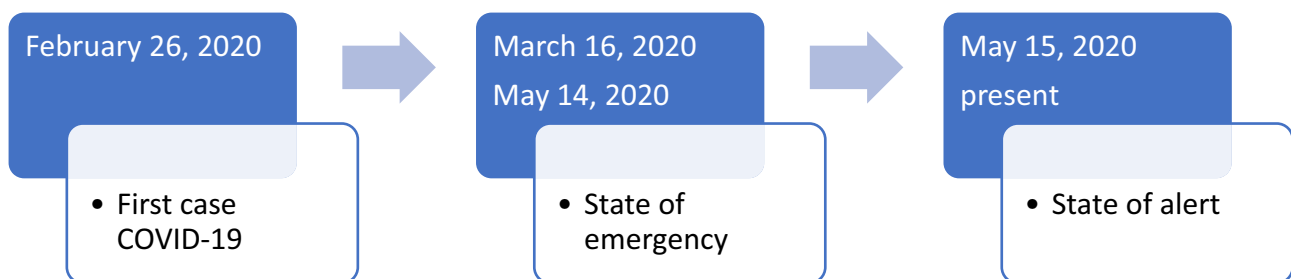 February 26, 2020
• First case
COVID-19
March 16, 2020
May 14, 2020
• State of
emergency
May 15, 2020
present
• State of alert